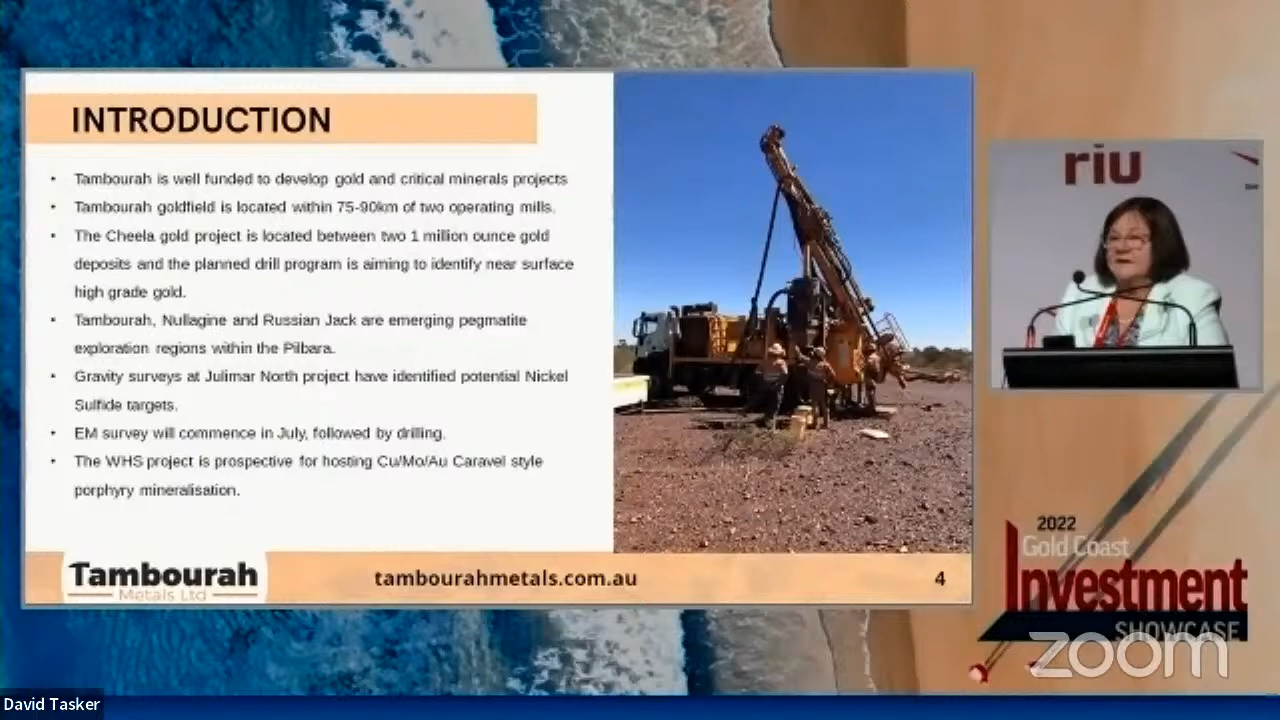 INTRODUCTION
• Tambourah is well funded to develop gold and critical minerals projects
• Tambourah goldfield is located within 75-90km of two operating mills.
• The Cheela gold project is located between two 1 million ounce gold
deposits and the planned drill program is aiming to identify near surface
high grade gold.
• Tambourah, Nullagine and Russian Jack are emerging pegmatite
exploration regions within the Pilbara.
• Gravity surveys at Julimar North project have identified potential Nickel
Sulfide targets.
• EM survey will commence in July, followed by drilling.
• The WHS project is prospective for hosting Cu/Mo/Au Caravel style
porphyry mineralisation.
Tambourah
Metals Ltd
tambourahmetals.com.au
4
riu
2022
Gold Coast
Investment
SHOWCASE
zoom
David Tasker